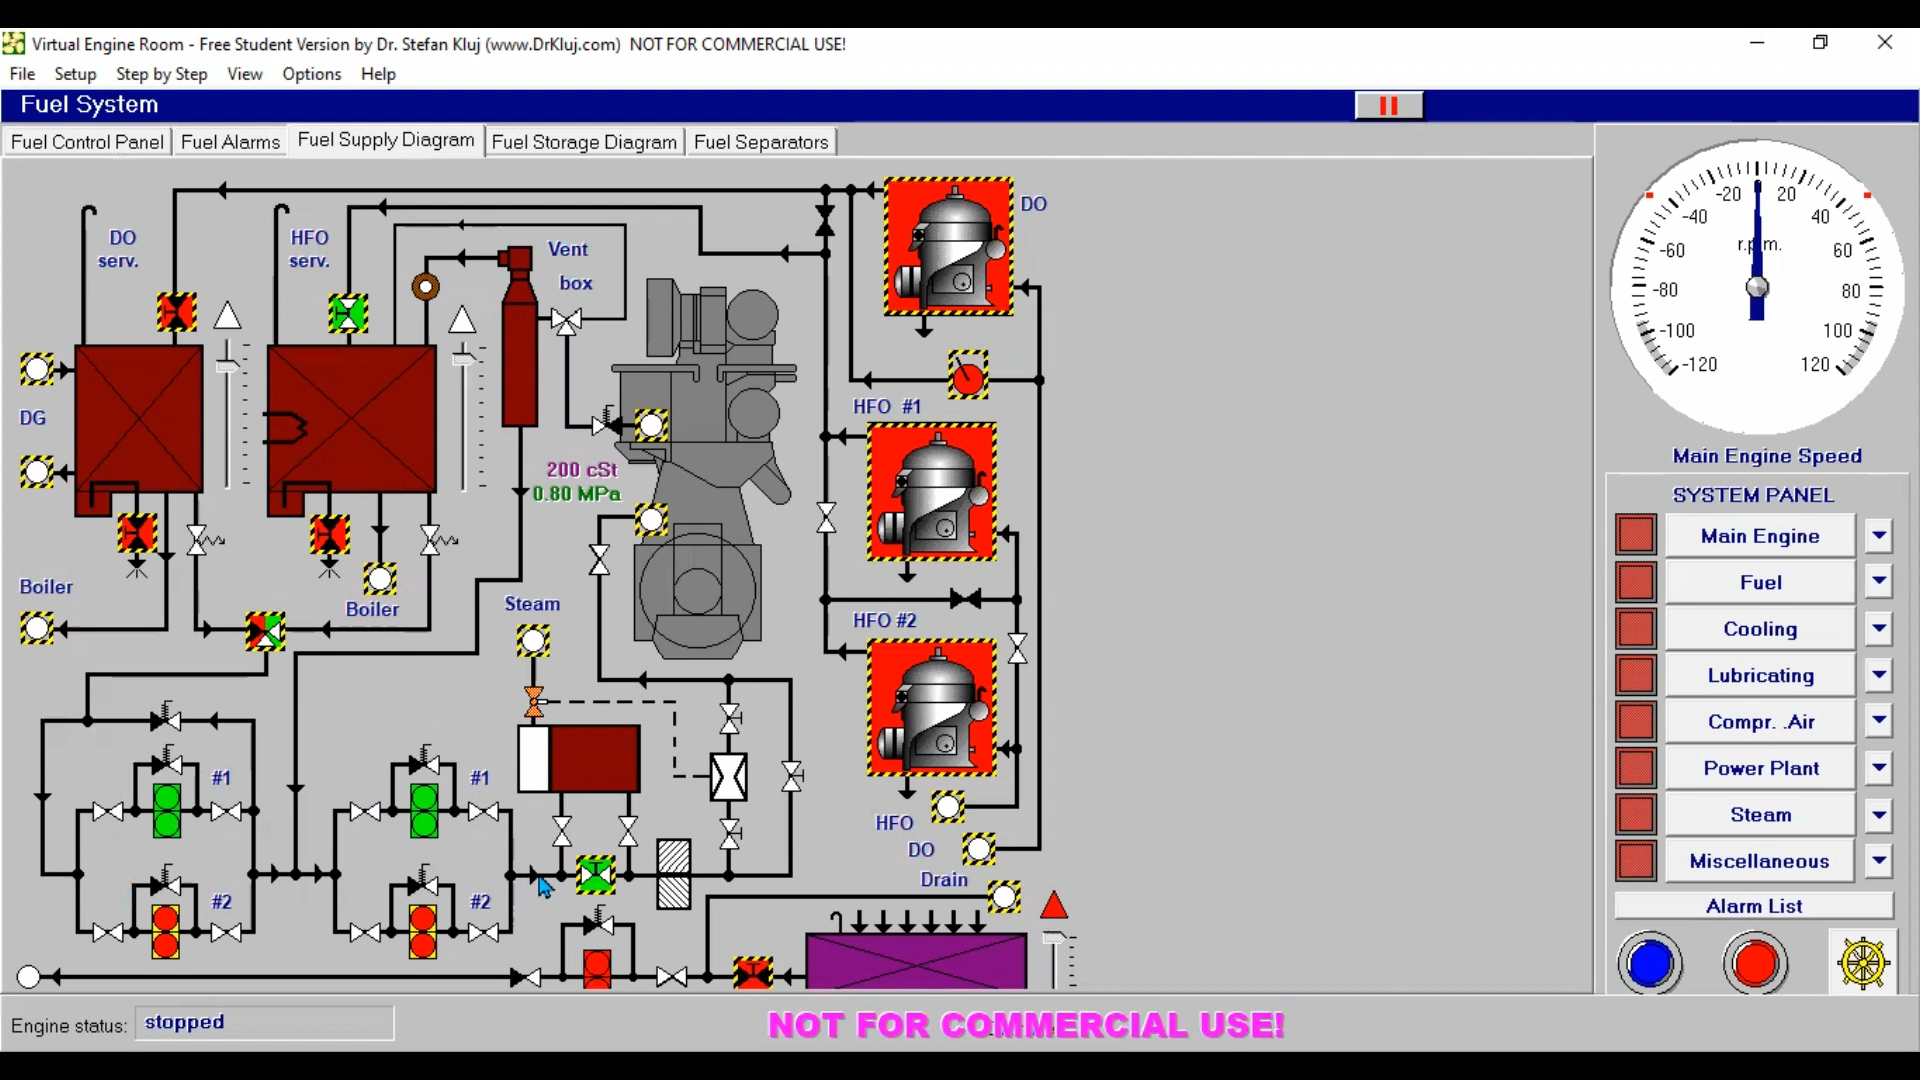 Virtual Engine Room - Free Student Version by Dr. Stefan Kluj (www.DrKluj.com)  NOT FOR COMMERCIAL USE!
File Setup Step by Step View Options Help
Fuel System
Fuel Control Panel Fuel Alarms Fuel Supply Diagram Fuel Storage Diagram Fuel Separators
DO
serv.
HFO
serv.
Vent
box
DO
DG
HFO #1
200 cSt
0.80 MPa
Boiler
Boiler
Steam
HFO #2
#1
#1
HFO
DO
Drain
#2
#2
-20 20
-40 40
r.p.m.
-60 60
-80 80
-100 100
-120 120
Main Engine Speed
SYSTEM PANEL
Main Engine
Fuel
Cooling
Lubricating
Compr. .Air
Power Plant
Steam
Miscellaneous
Alarm List
Engine status: stopped
NOT FOR COMMERCIAL USE!